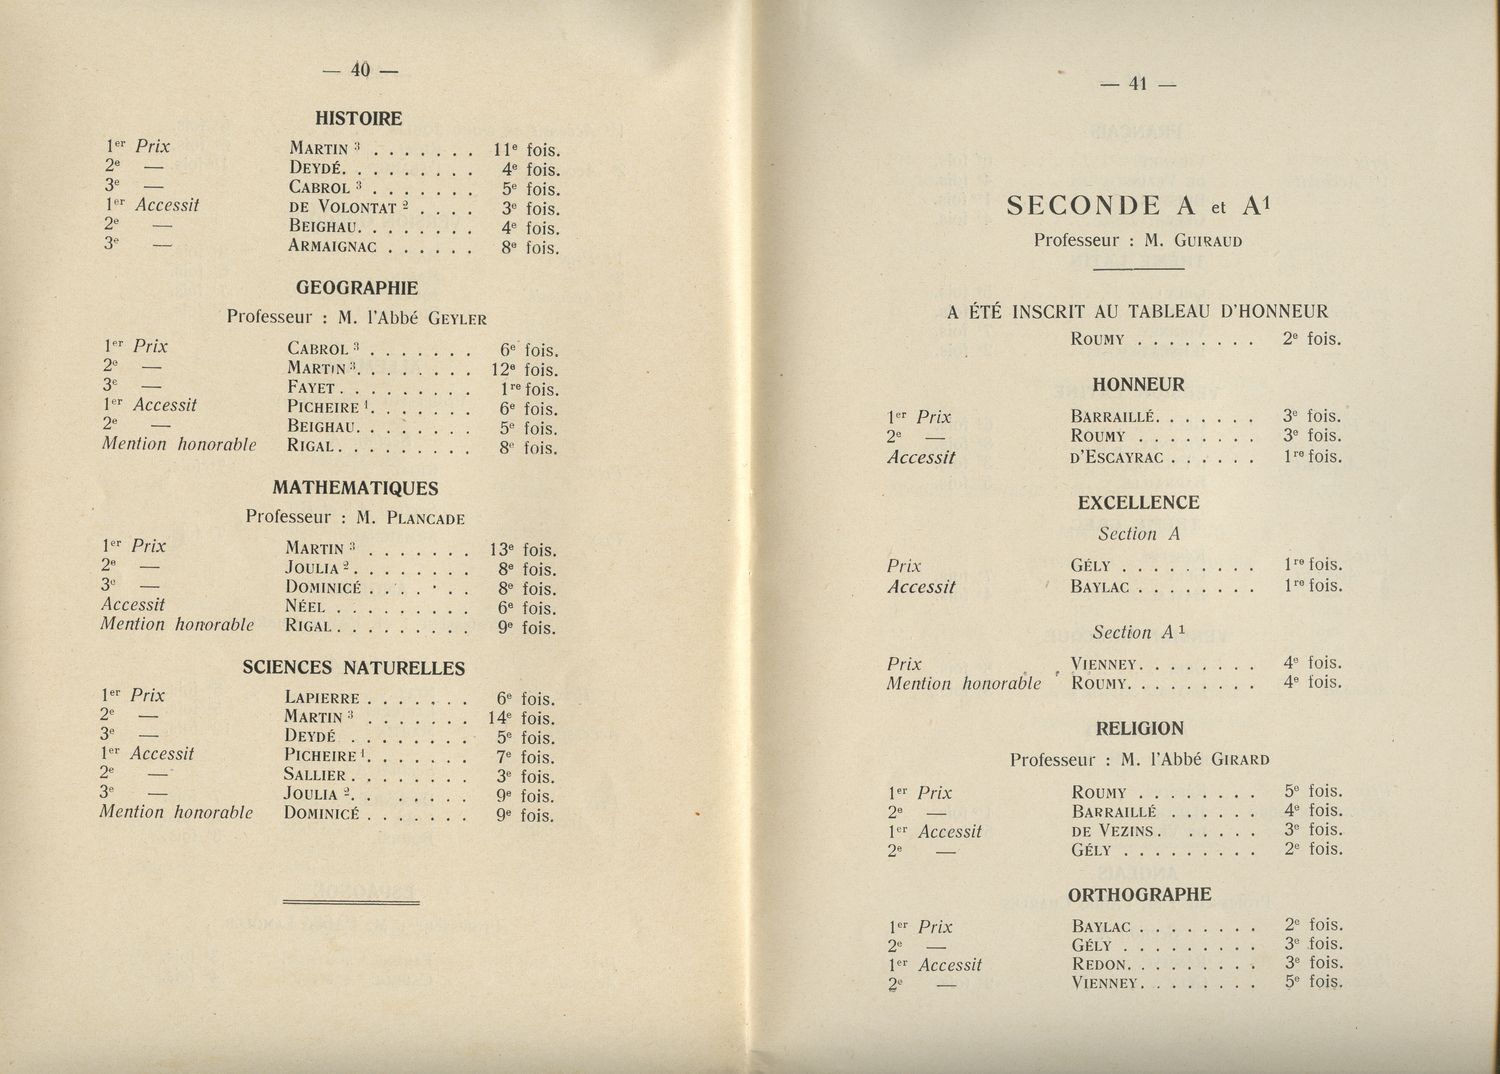 — 40 —
HISTOIRE
1er Prix MARTIN 3 . . . . . . . 11e fois.
2e — DEYDÉ. . . . . . . . . 4e fois.
3e — CABROL 3 . . . . . . . 5e fois.
1er Accessit DE VOLONTAT 2 . . . . 3e fois.
2e — BEIGHAU. . . . . . . . 4e fois.
3e — ARMAIGNAC . . . . . . 8e fois.
GEOGRAPHIE
Professeur : M. l'Abbé GEYLER
1er Prix CABROL 3 . . . . . . . 6e fois.
2e — MARTIN 3. . . . . . . . 12e fois.
3e — FAYET . . . . . . . . . 1re fois.
1er Accessit PICHEIRE 1. . . . . . . 6e fois.
2e — BEIGHAU. . . . . . . . 5e fois.
Mention honorable RIGAL. . . . . . . . . 8e fois.
MATHEMATIQUES
Professeur : M. PLANCADE
1er Prix MARTIN 3 . . . . . . . 13e fois.
2e — JOULIA 2. . . . . . . . 8e fois.
3e — DOMINICÉ . . . . . . . 8e fois.
Accessit NÉEL . . . . . . . . . 6e fois.
Mention honorable RIGAL. . . . . . . . . 9e fois.
SCIENCES NATURELLES
1er Prix LAPIERRE . . . . . . . 6e fois.
2e — MARTIN 3 . . . . . . . 14e fois.
3e — DEYDÉ . . . . . . . . 5e fois.
1er Accessit PICHEIRE 1. . . . . . . 7e fois.
2e — SALLIER . . . . . . . . 3e fois.
3e — JOULIA 2. . . . . . . 9e fois.
Mention honorable DOMINICÉ . . . . . . . 9e fois.
— 41 —
SECONDE A et A1
Professeur : M. GUIRAUD
A ÉTÉ INSCRIT AU TABLEAU D'HONNEUR
ROUMY . . . . . . . . 2e fois.
HONNEUR
1er Prix BARRAILLÉ. . . . . . . 3e fois.
2e — ROUMY . . . . . . . . 3e fois.
Accessit D'ESCAYRAC . . . . . . 1re fois.
EXCELLENCE
Section A
Prix GÉLY . . . . . . . . . 1re fois.
Accessit BAYLAC . . . . . . . . 1re fois.
Section A 1
Prix VIENNEY. . . . . . . . 4e fois.
Mention honorable ROUMY. . . . . . . . . 4e fois.
RELIGION
Professeur : M. l'Abbé GIRARD
1er Prix ROUMY . . . . . . . . 5e fois.
2e — BARRAILLÉ . . . . . . 4e fois.
1er Accessit DE VEZINS. . . . . . 3e fois.
2e — GÉLY . . . . . . . . . 2e fois.
ORTHOGRAPHE
1er Prix BAYLAC . . . . . . . . 2e fois.
2e — GÉLY . . . . . . . . . 3e fois.
1er Accessit REDON. . . . . . . . . 3e fois.
2e — VIENNEY. . . . . . . . 5e fois.